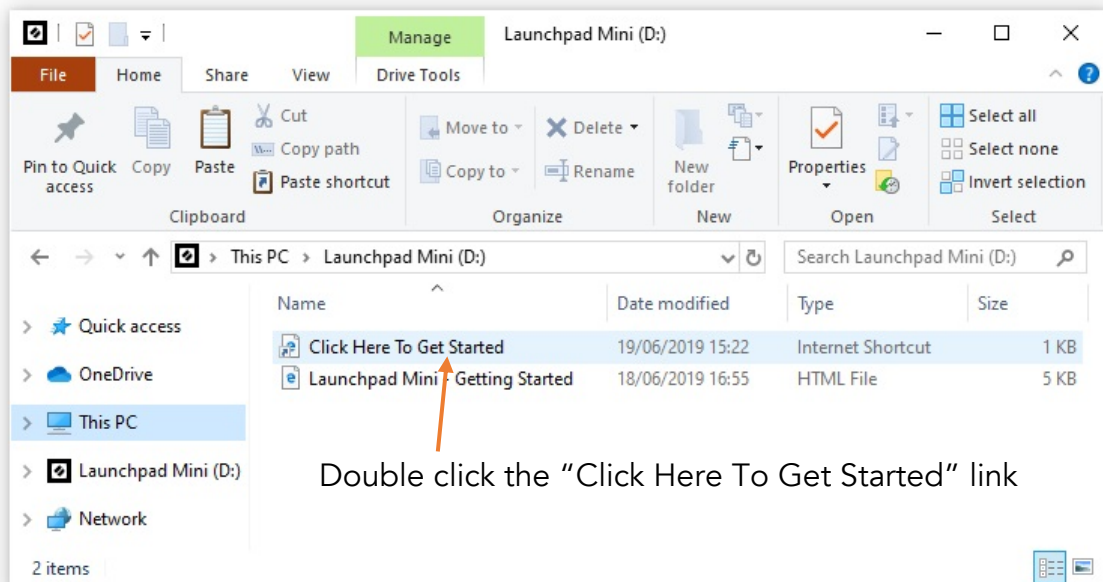 Manage Launchpad Mini (D:)
File Home Share View Drive Tools
Pin to Quick access
Copy
Paste
Cut
Copy path
Paste shortcut
Clipboard
Move to
Copy to
Delete
Rename
Organize
New folder
New
Properties
Open
Select all
Select none
Invert selection
Select
This PC > Launchpad Mini (D:)
Search Launchpad Mini (D:)
Name Date modified Type Size
Click Here To Get Started 19/06/2019 15:22 Internet Shortcut 1 KB
Launchpad Mini - Getting Started 18/06/2019 16:55 HTML File 5 KB
Quick access
OneDrive
This PC
Launchpad Mini (D:)
Network
Double click the “Click Here To Get Started” link
2 items